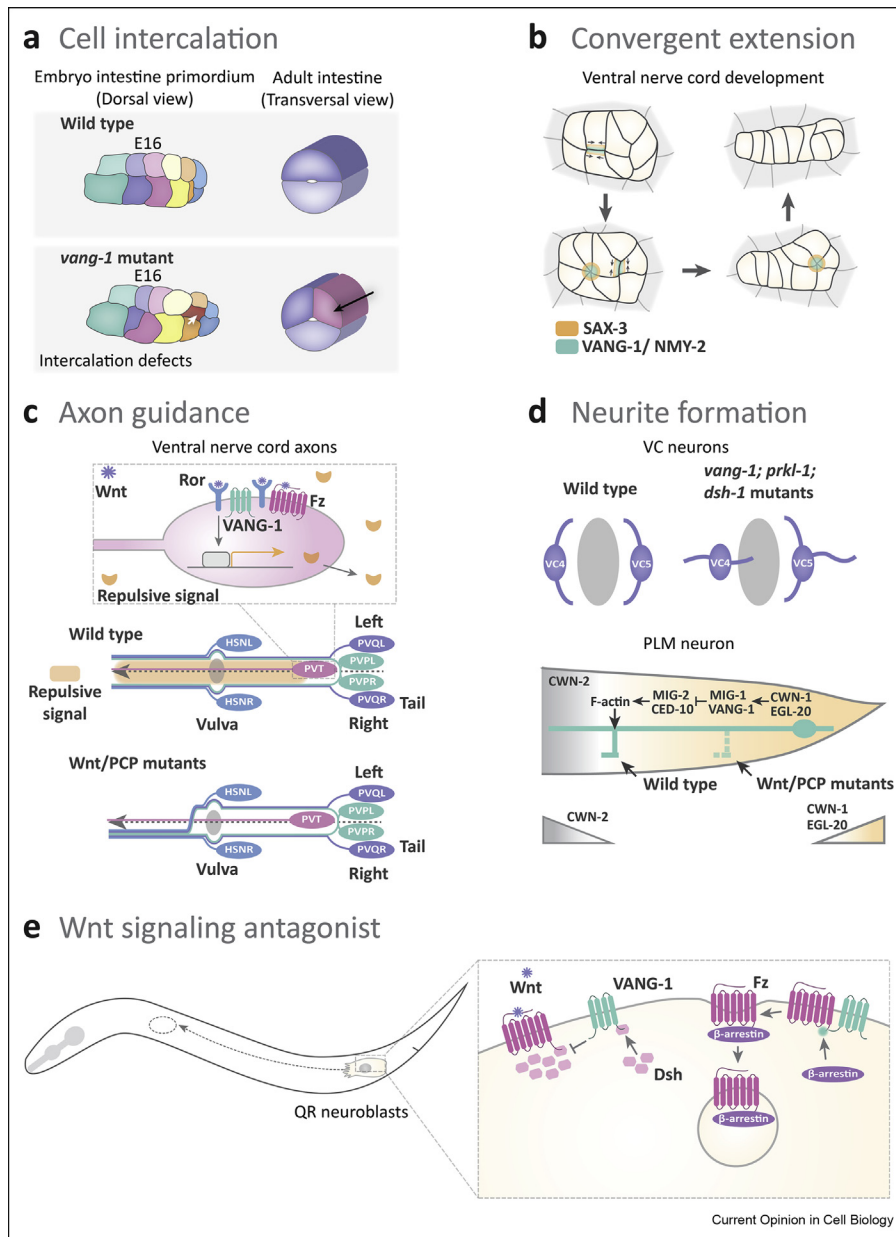 a Cell intercalation
Embryo intestine primordium
(Dorsal view)
Adult intestine
(Transversal view)
Wild type
E16
vang-1 mutant
E16
Intercalation defects
b Convergent extension
Ventral nerve cord development
SAX-3
VANG-1/ NMY-2
c Axon guidance
Ventral nerve cord axons
Wnt
Ror
Fz
VANG-1
Repulsive signal
Wild type
Left
HSNL
PVQL
PVPL
PVT
PVPR
PVQR
HSNR
Repulsive
signal
Vulva
Tail
Right
Wnt/PCP mutants
Left
HSNL
PVQL
PVPL
PVT
PVPR
PVQR
HSNR
Vulva
Tail
Right
d Neurite formation
VC neurons
Wild type
vang-1; prkl-1;
dsh-1 mutants
VC4
VC5
VC4
VC5
PLM neuron
CWN-2
F-actin
MIG-2
CED-10
MIG-1
VANG-1
CWN-1
EGL-20
Wild type
Wnt/PCP mutants
CWN-2
CWN-1
EGL-20
e Wnt signaling antagonist
QR neuroblasts
Wnt
VANG-1
Fz
β-arrestin
β-arrestin
Dsh
β-arrestin
Current Opinion in Cell Biology